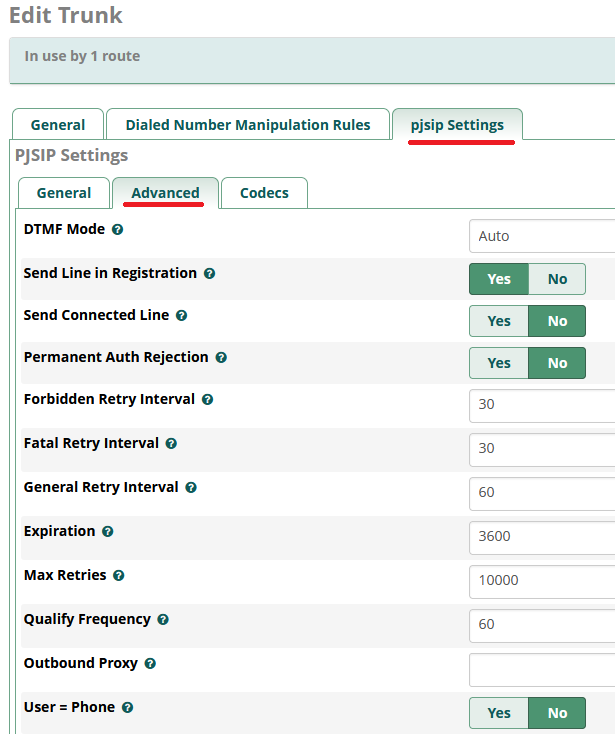 Edit Trunk
In use by 1 route
General Dialed Number Manipulation Rules pjsip Settings
PJSIP Settings
General Advanced Codecs
DTMF Mode ? Auto
Send Line in Registration ? Yes No
Send Connected Line ? Yes No
Permanent Auth Rejection ? Yes No
Forbidden Retry Interval ? 30
Fatal Retry Interval ? 30
General Retry Interval ? 60
Expiration ? 3600
Max Retries ? 10000
Qualify Frequency ? 60
Outbound Proxy ?
User = Phone ? Yes No